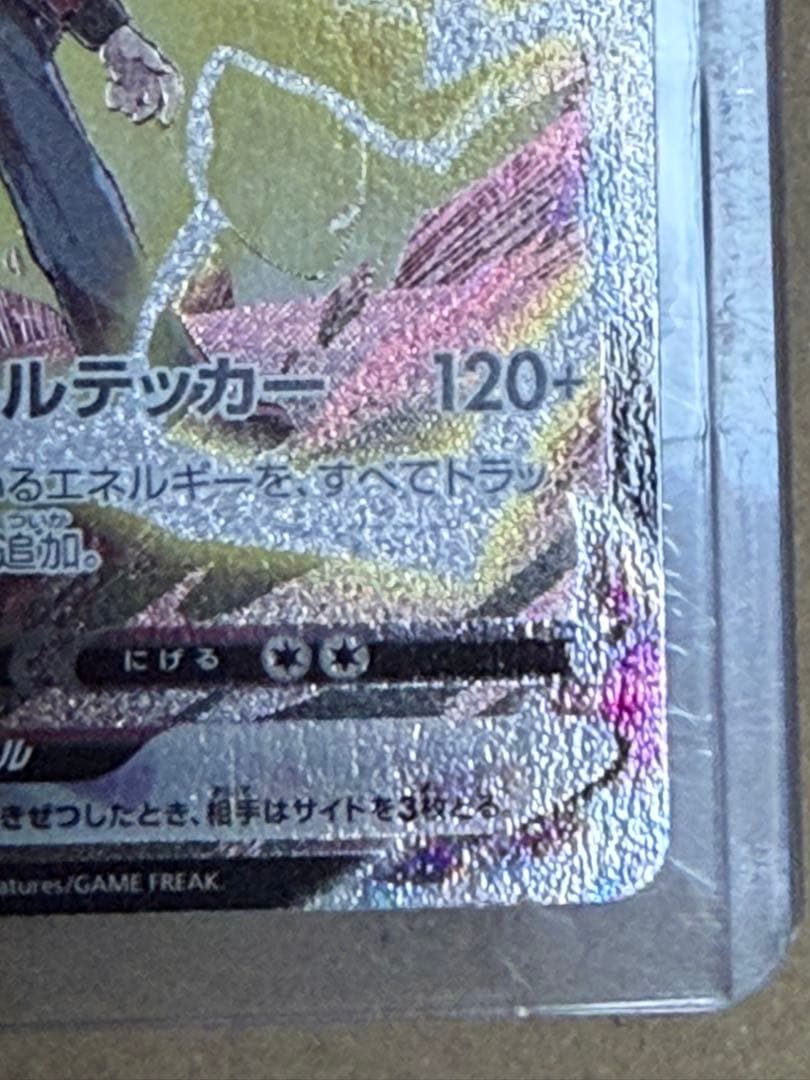 ルテッカー 120+
いるエネルギーを、すべてトラッ
ついか
追加。
にげる
ル
きぜつしたとき、相手はサイトを3枚とる。
atures/GAME FREAK.